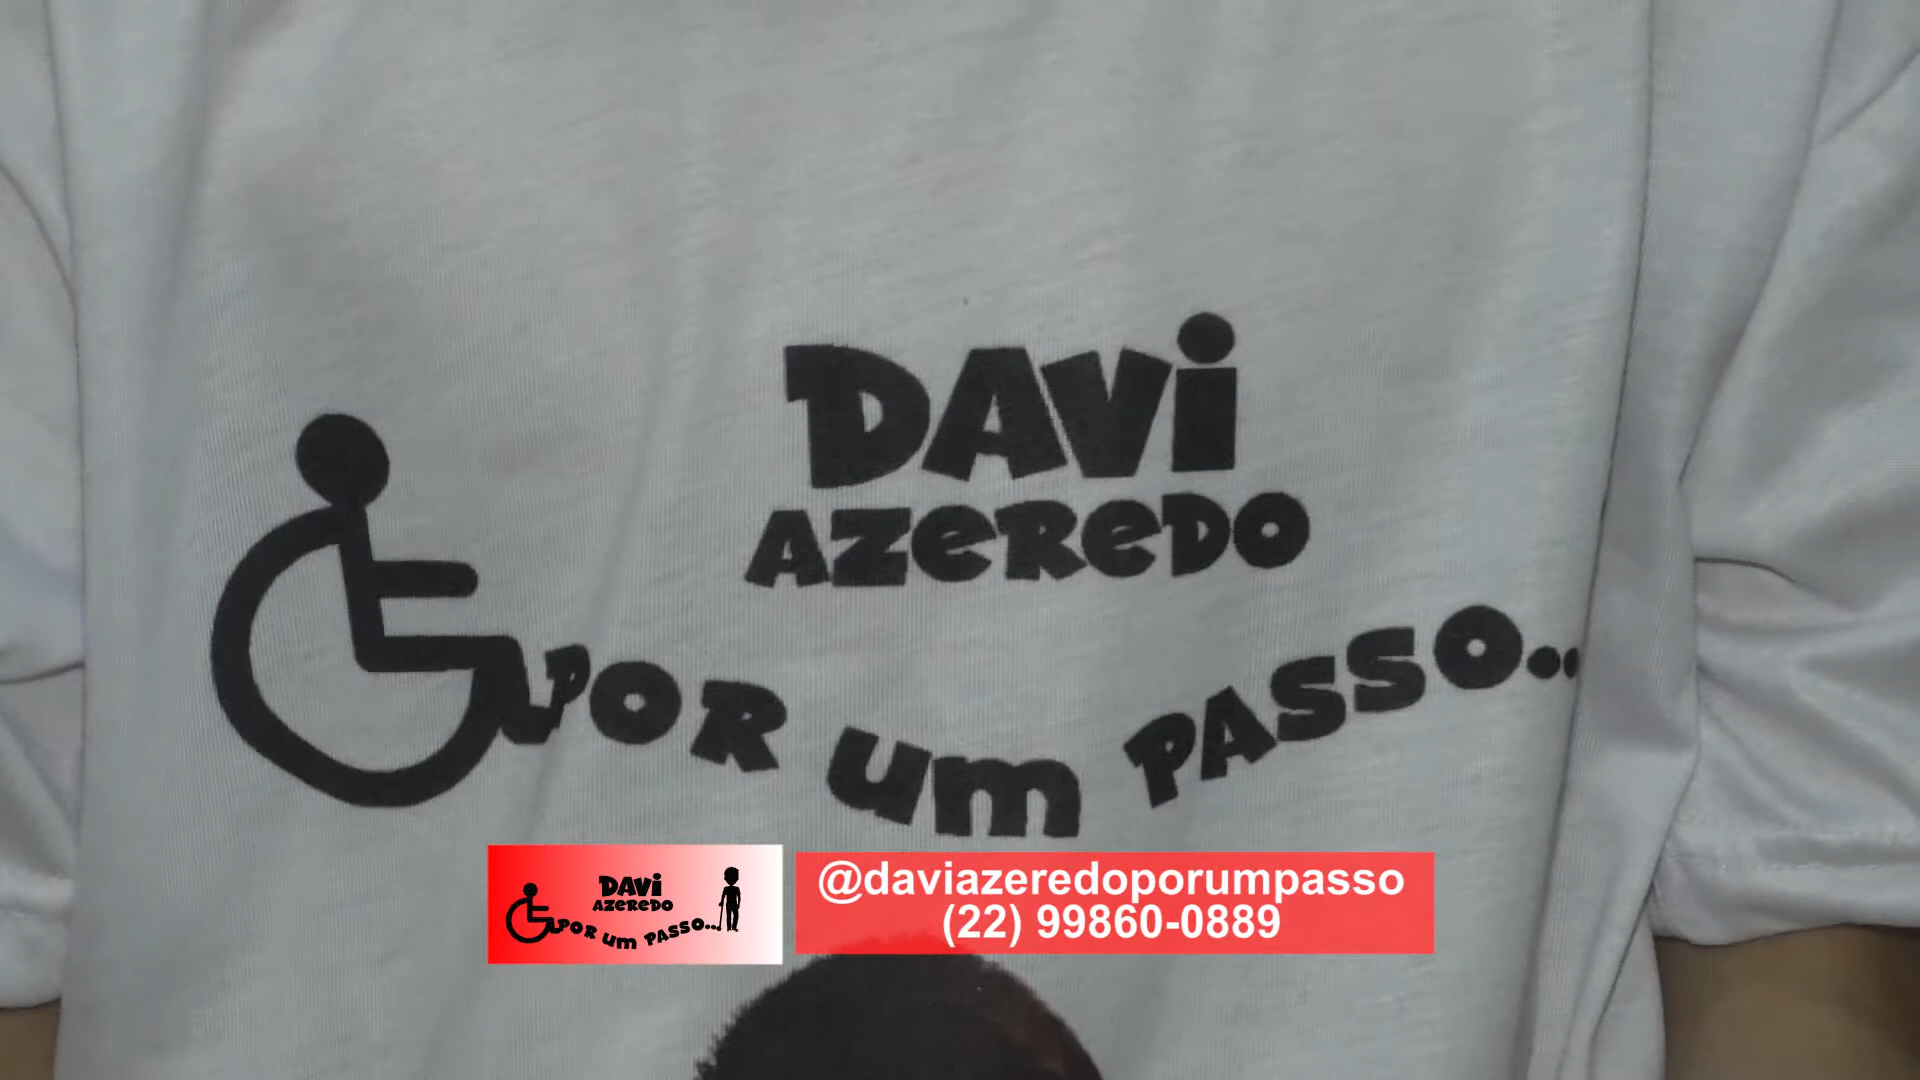 DAVi
AZeReDO
POR um PASSO..
DAVi
AZeReDO
POR um PASSO...
@daviazeredoporumpasso
(22) 99860-0889